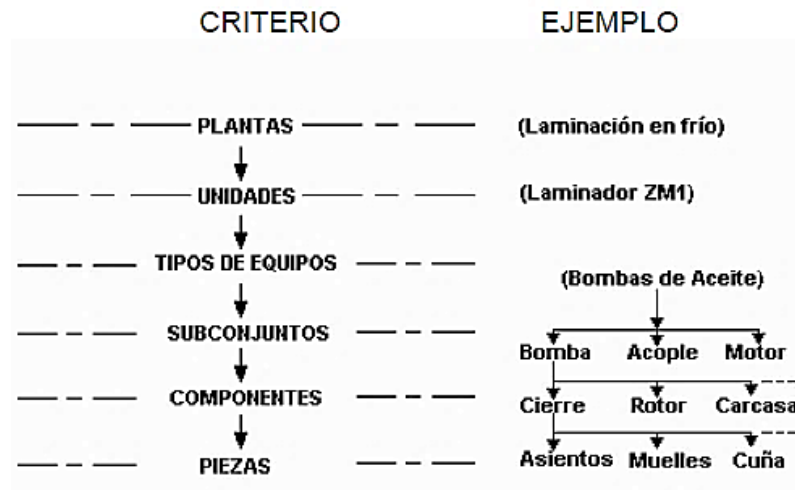 CRITERIO EJEMPLO
PLANTAS (Laminación en frío)
UNIDADES (Laminador ZM1)
TIPOS DE EQUIPOS
(Bombas de Aceite)
SUBCONJUNTOS
Bomba Acople Motor
COMPONENTES
Cierre Rotor Carcasa
PIEZAS
Asientos Muelles Cuña